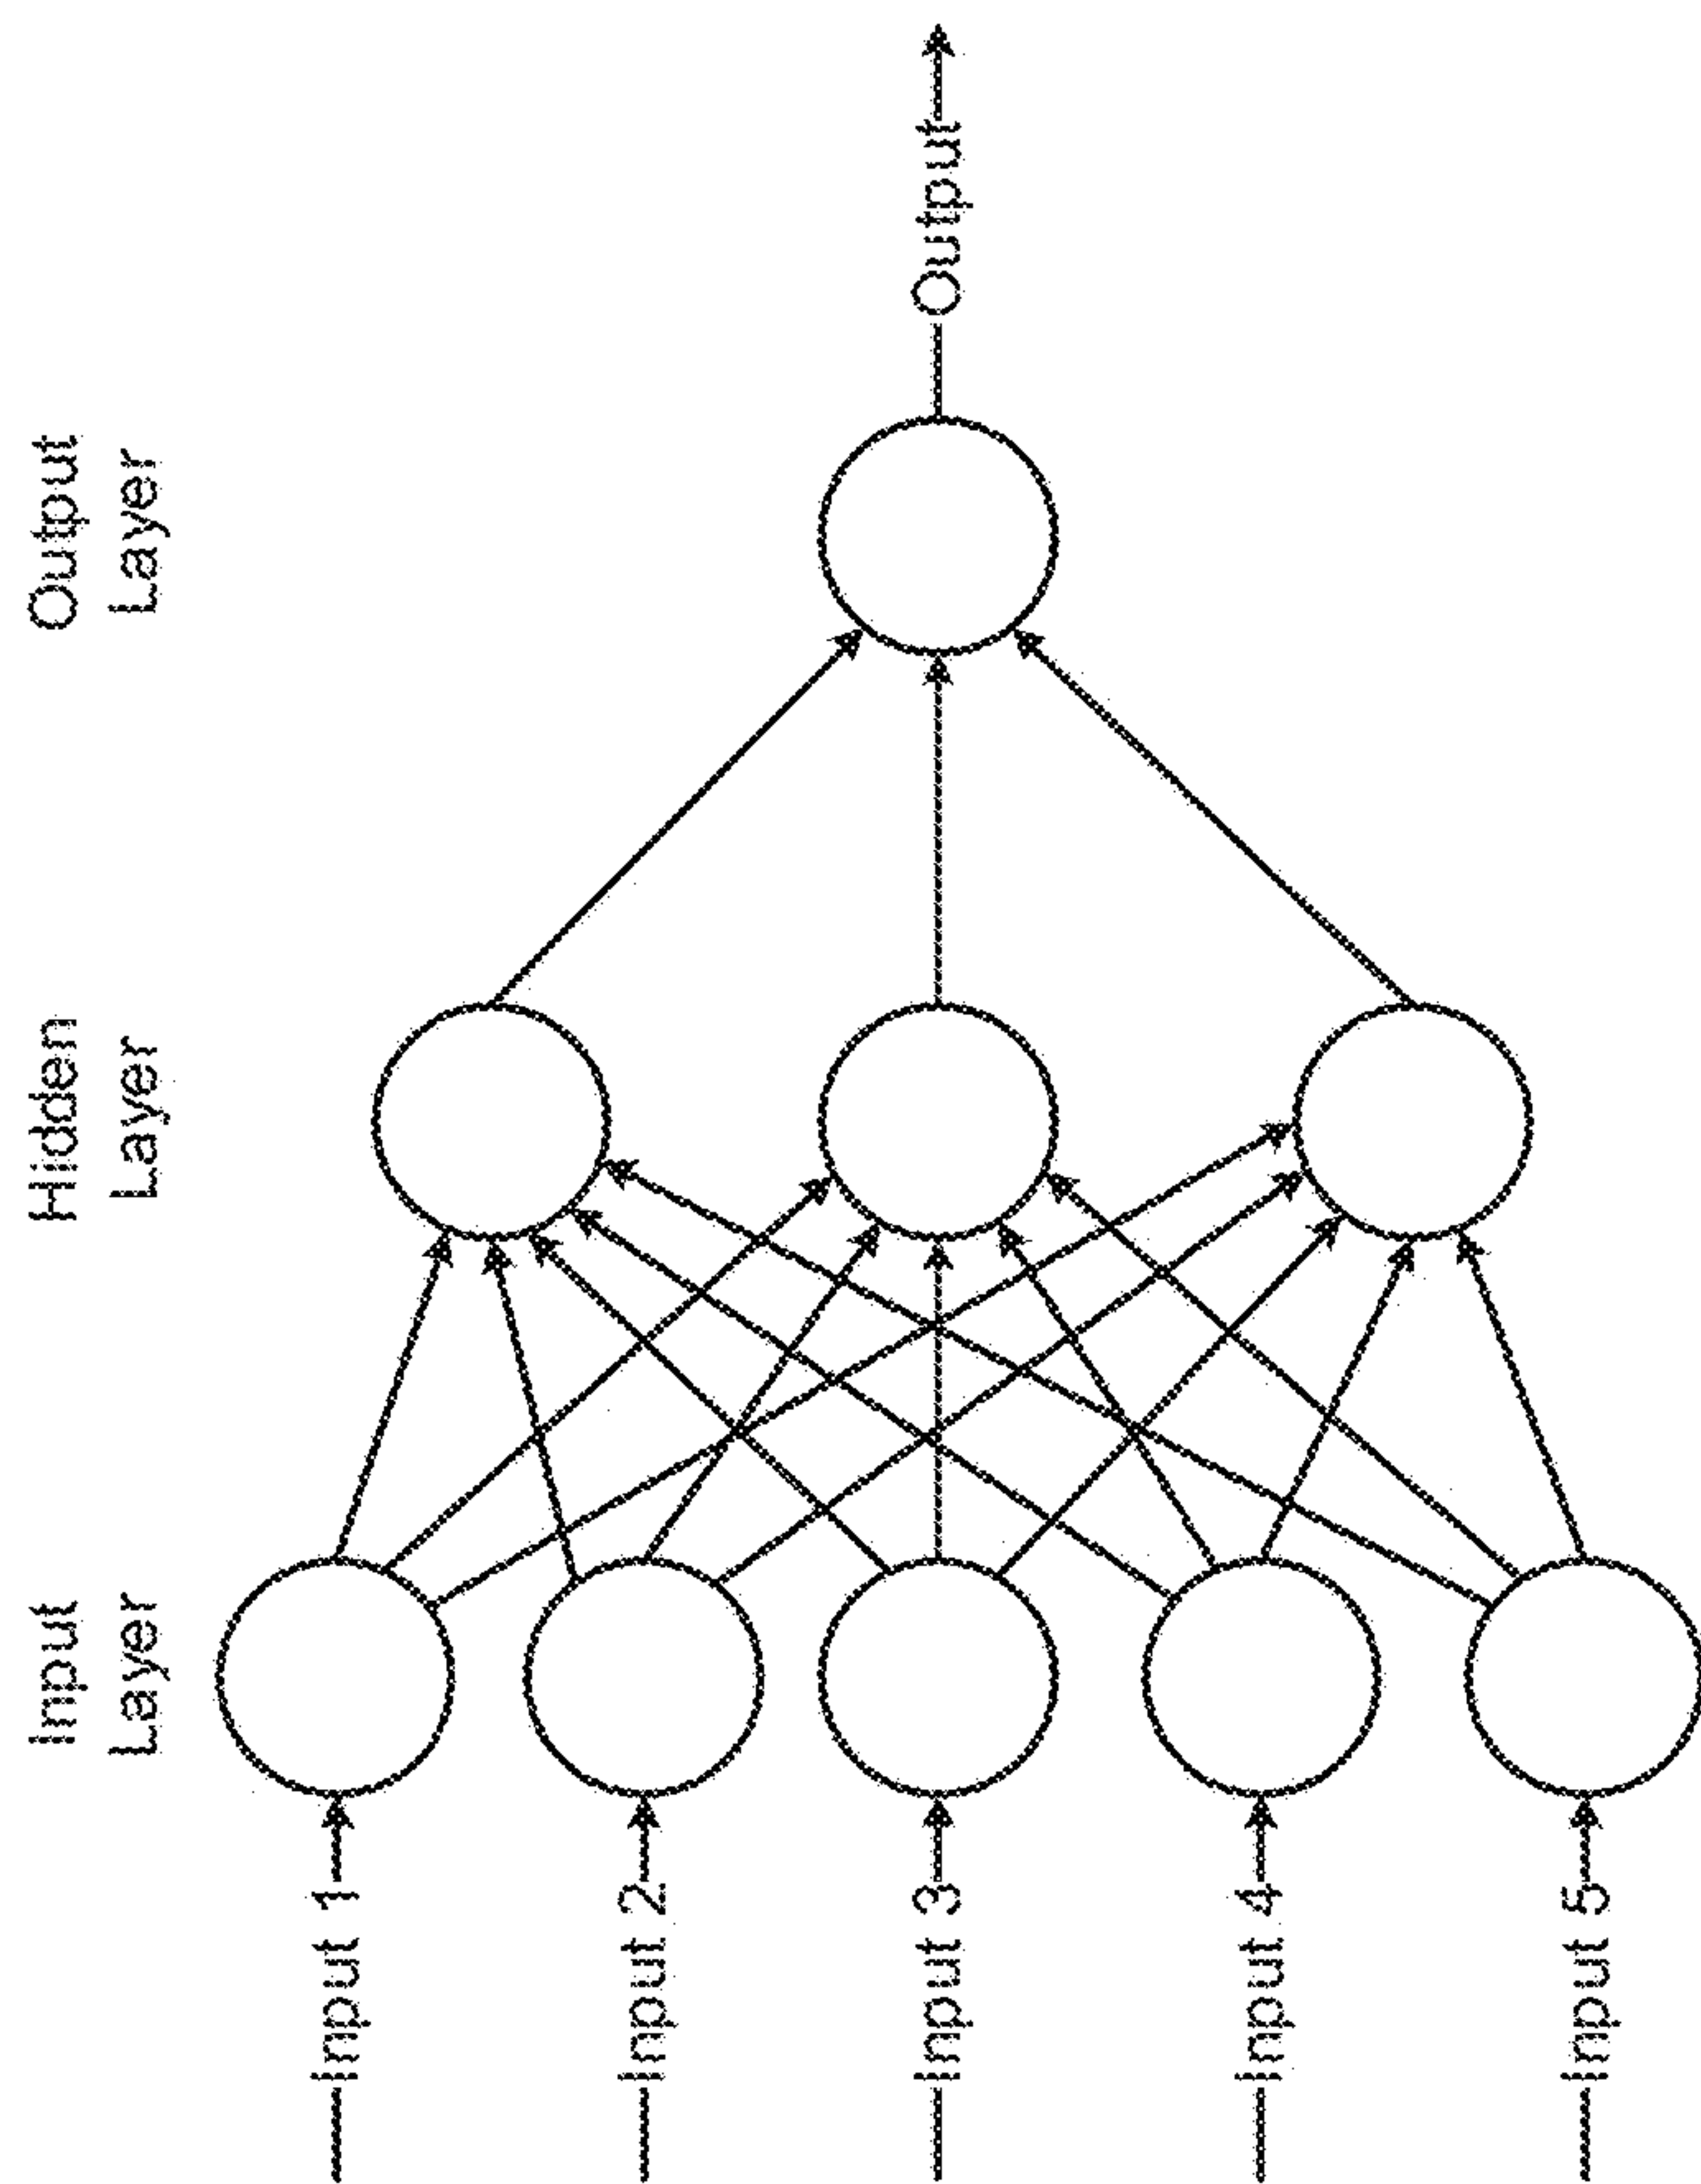 Input
Layer
Hidden
Layer
Output
Layer
Input 1
Input 2
Input 3
Input 4
Input 5
Output